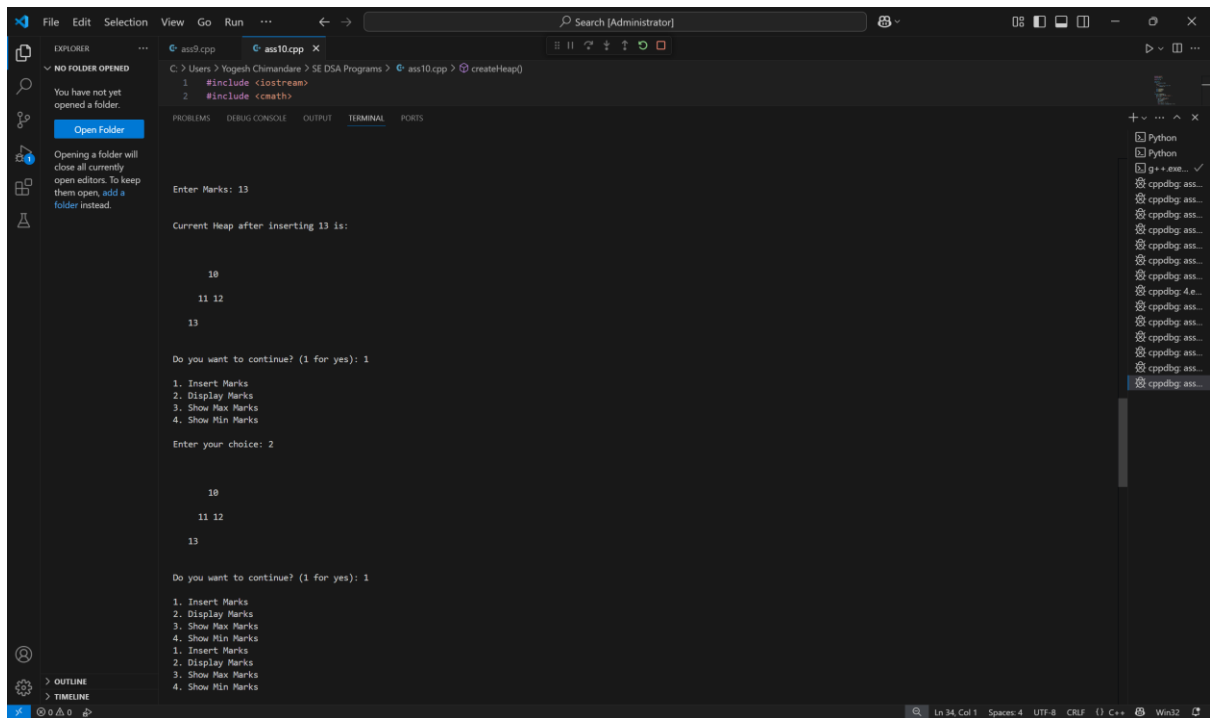 File Edit Selection View Go Run ... Search [Administrator]
EXPLORER ...
NO FOLDER OPENED
You have not yet
opened a folder.
Open Folder
Opening a folder will
close all currently
open editors. To keep
them open, add a
folder instead.
OUTLINE
TIMELINE
ass9.cpp ass10.cpp
C: > Users > Yogesh Chimandare > SE DSA Programs > ass10.cpp > createHeap()
1 #include <iostream>
2 #include <cmath>
PROBLEMS DEBUG CONSOLE OUTPUT TERMINAL PORTS
Enter Marks: 13
Current Heap after inserting 13 is:
10
11 12
13
Do you want to continue? (1 for yes): 1
1. Insert Marks
2. Display Marks
3. Show Max Marks
4. Show Min Marks
Enter your choice: 2
10
11 12
13
Do you want to continue? (1 for yes): 1
1. Insert Marks
2. Display Marks
3. Show Max Marks
4. Show Min Marks
1. Insert Marks
2. Display Marks
3. Show Max Marks
4. Show Min Marks
Python
Python
g++.exe...
cppdbg: ass...
cppdbg: ass...
cppdbg: ass...
cppdbg: ass...
cppdbg: ass...
cppdbg: ass...
cppdbg: ass...
cppdbg: 4.e...
cppdbg: ass...
cppdbg: ass...
cppdbg: ass...
cppdbg: ass...
cppdbg: ass...
cppdbg: ass...
0 0 Ln 34, Col 1 Spaces: 4 UTF-8 CRLF {} C++ Win32